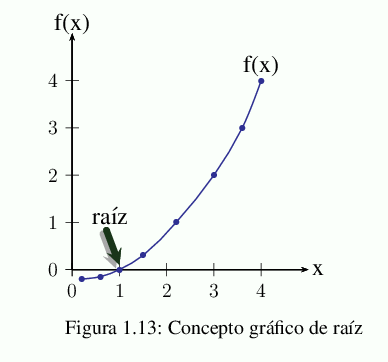 f(x)
f(x)
4
3
2
1
raíz
0
x
0 1 2 3 4
Figura 1.13: Concepto gráfico de raíz